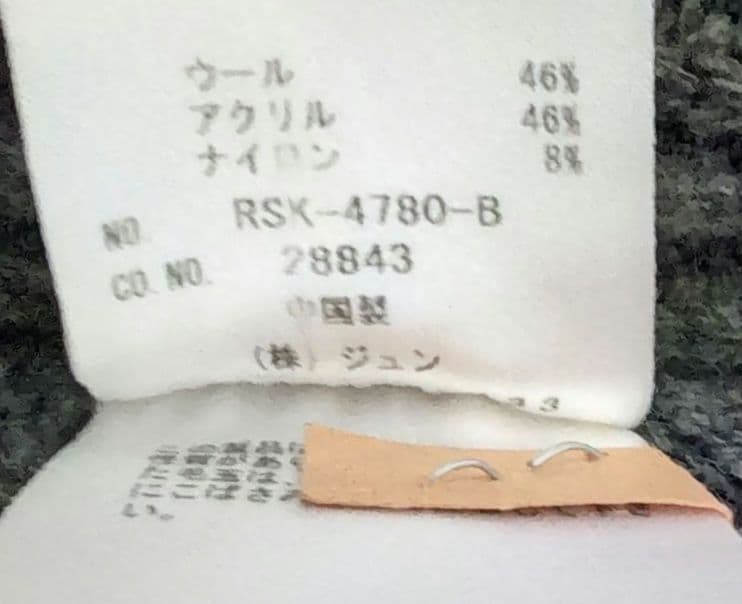 ウール 46%
アクリル 46%
ナイロン 8%
NO. RSK-4780-B
CO. NO. 28843
中国製
(株) ジュン